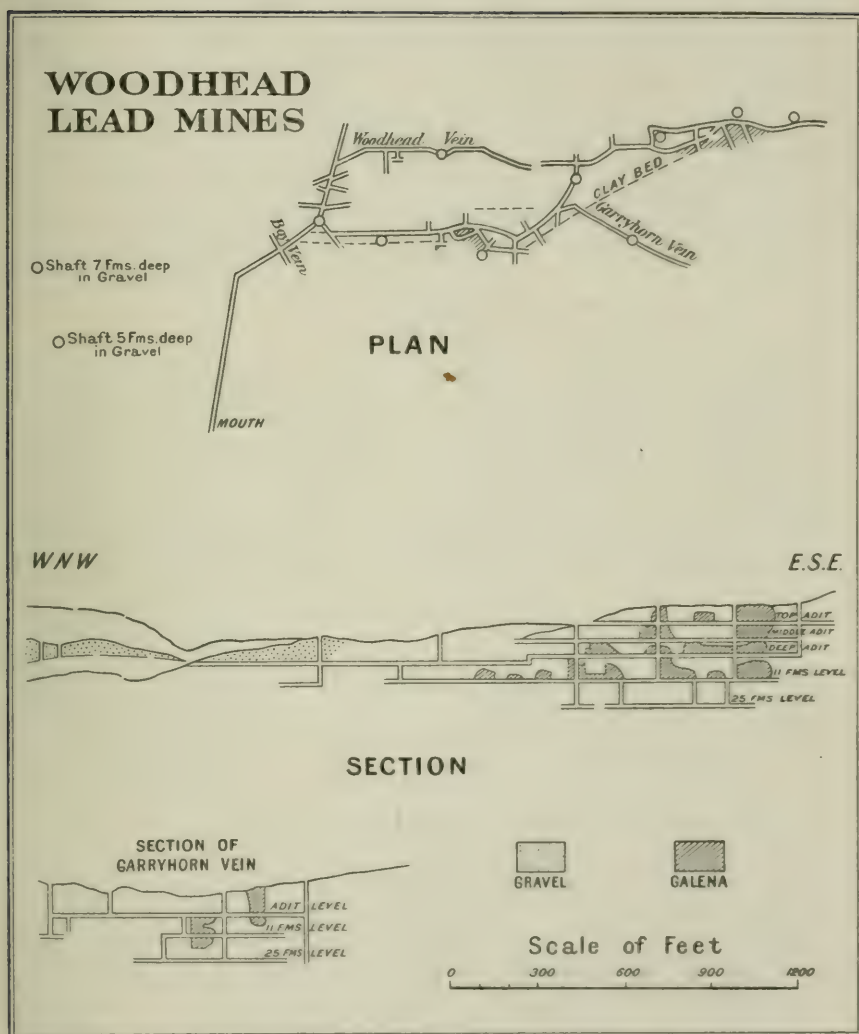 WOODHEAD
LEAD MINES
Woodhead Vein
CLAY BED
Garryhorn Vein
Vein
Shaft 7 Fms. deep
in Gravel
Shaft 5 Fms. deep
in Gravel
PLAN
MOUTH
WNW
E.S.E.
TOP ADIT
MIDDLE ADIT
DEEP ADIT
11 FMS LEVEL
25 FMS LEVEL
SECTION
SECTION OF
GARRYHORN VEIN
ADIT LEVEL
11 FMS LEVEL
25 FMS LEVEL
GRAVEL
GALENA
Scale of Feet
0 300 600 900 1200